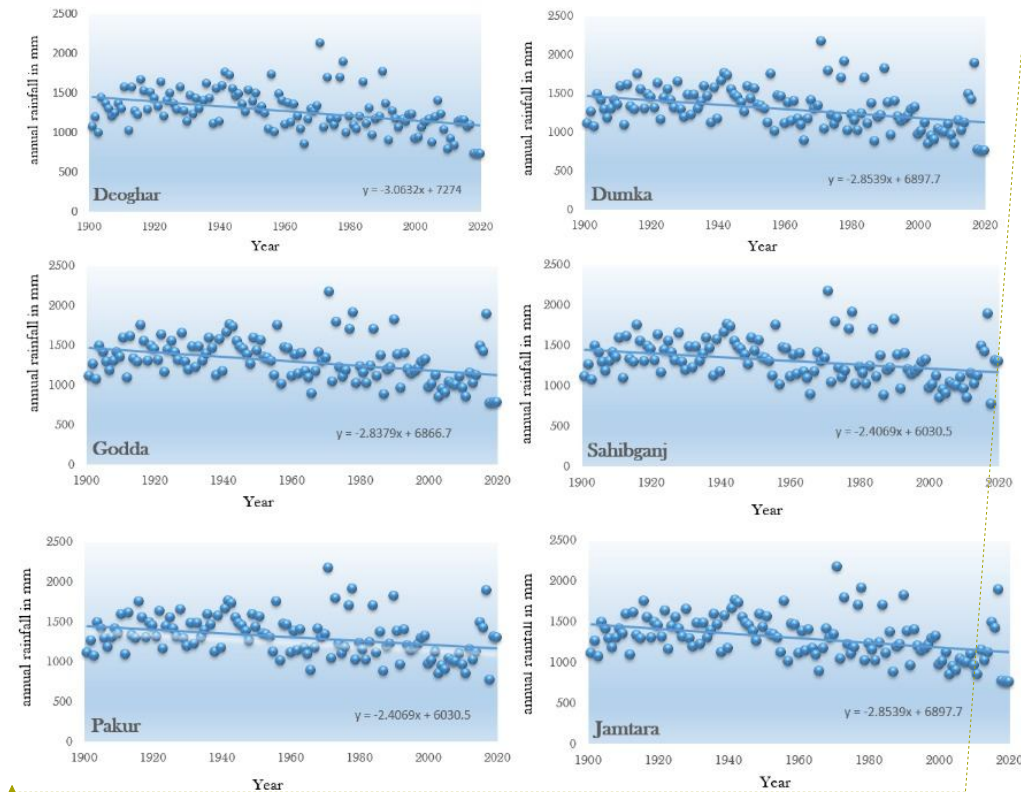 2500
2000
1500
1000
500
0
annual rainfall in mm
Deoghar
y = -3.0632x + 7274
1900 1920 1940 1960 1980 2000 2020
Year
2500
2000
1500
1000
500
0
annual rainfall in mm
Dumka
y = -2.8539x + 6897.7
1900 1920 1940 1960 1980 2000 2020
Year
2500
2000
1500
1000
500
0
annual rainfall in mm
Godda
y = -2.8379x + 6866.7
1900 1920 1940 1960 1980 2000 2020
Year
2500
2000
1500
1000
500
0
annual rainfall in mm
Sahibganj
y = -2.4069x + 6030.5
1900 1920 1940 1960 1980 2000 2020
Year
2500
2000
1500
1000
500
0
annual rainfall in mm
Pakur
y = -2.4069x + 6030.5
1900 1920 1940 1960 1980 2000 2020
Year
2500
2000
1500
1000
500
0
annual rainfall in mm
Jamtara
y = -2.8539x + 6897.7
1900 1920 1940 1960 1980 2000 2020
Year